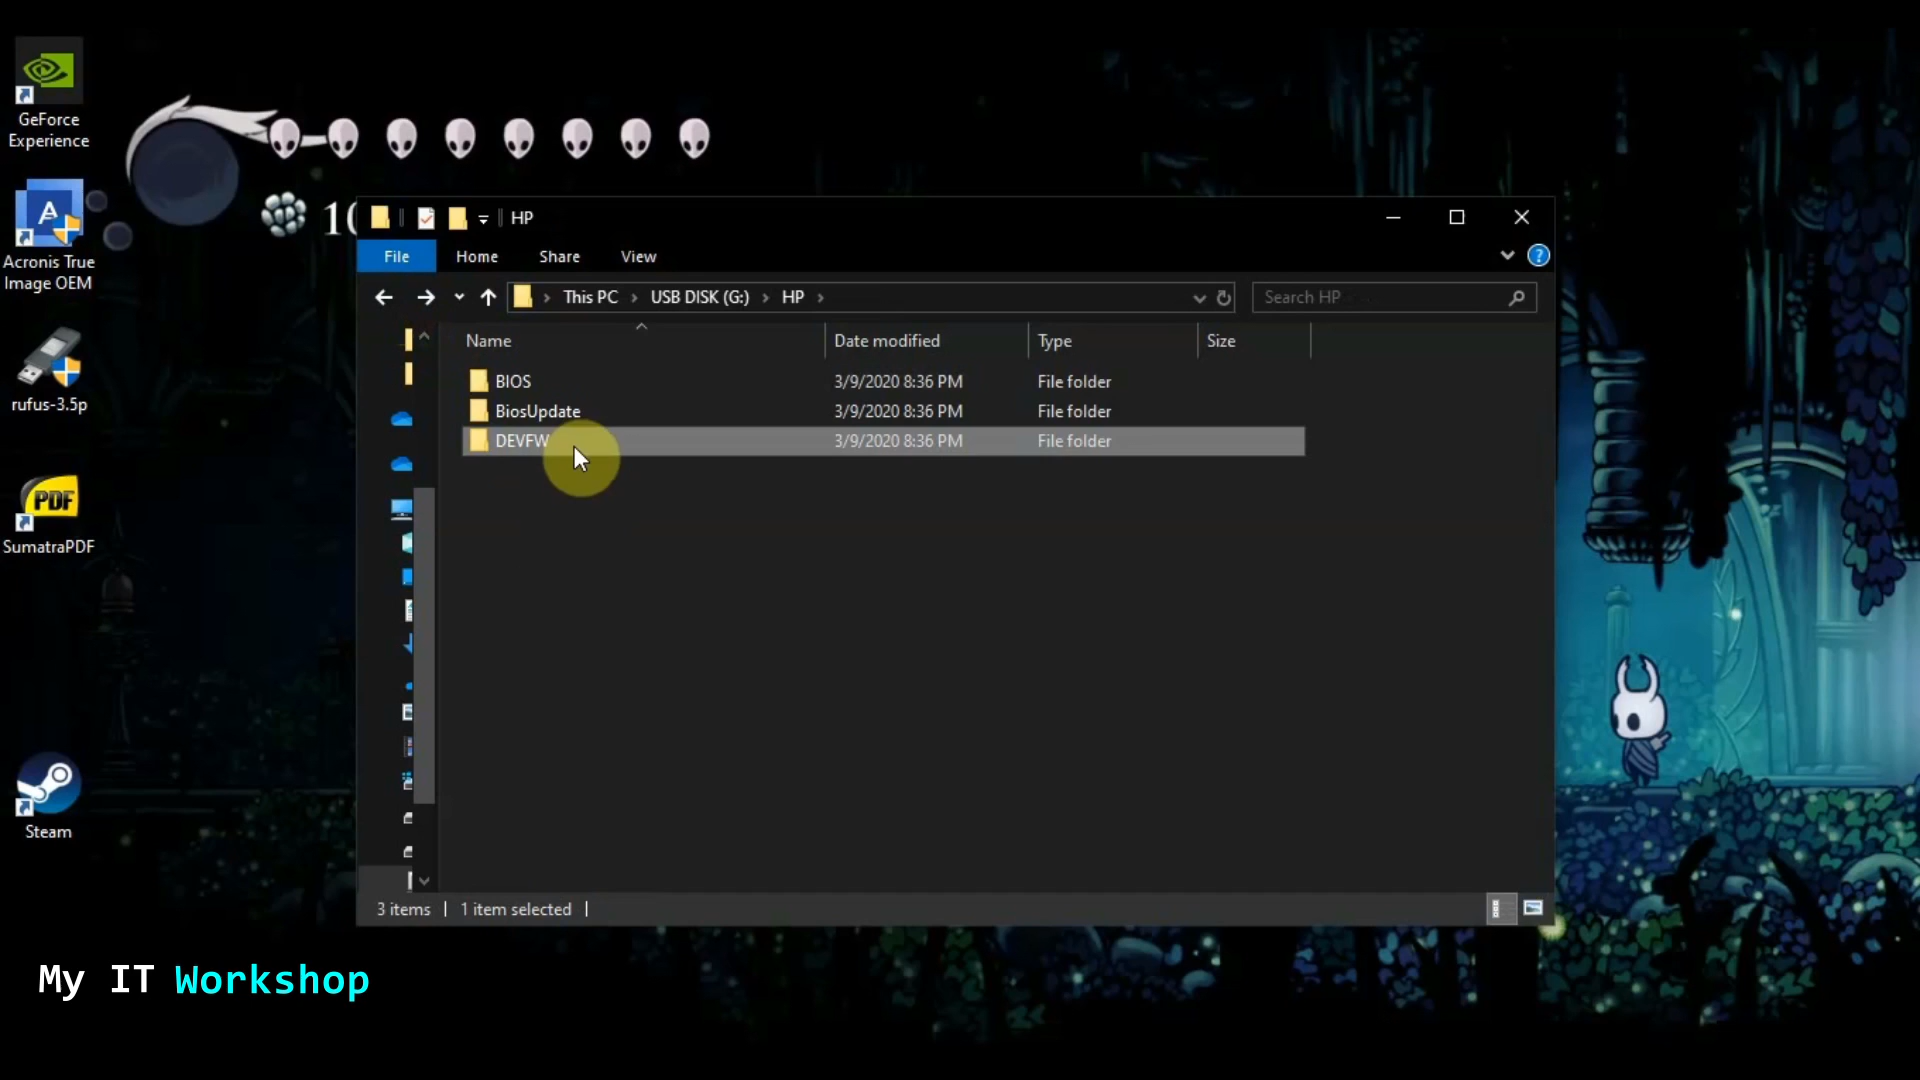 GeForce
Experience
Acronis True
Image OEM
rufus-3.5p
PDF
SumatraPDF
Steam
10
HP
File Home Share View
This PC > USB DISK (G:) > HP >
Search HP
Name Date modified Type Size
BIOS 3/9/2020 8:36 PM File folder
BiosUpdate 3/9/2020 8:36 PM File folder
DEVFW 3/9/2020 8:36 PM File folder
3 items | 1 item selected |
My IT Workshop